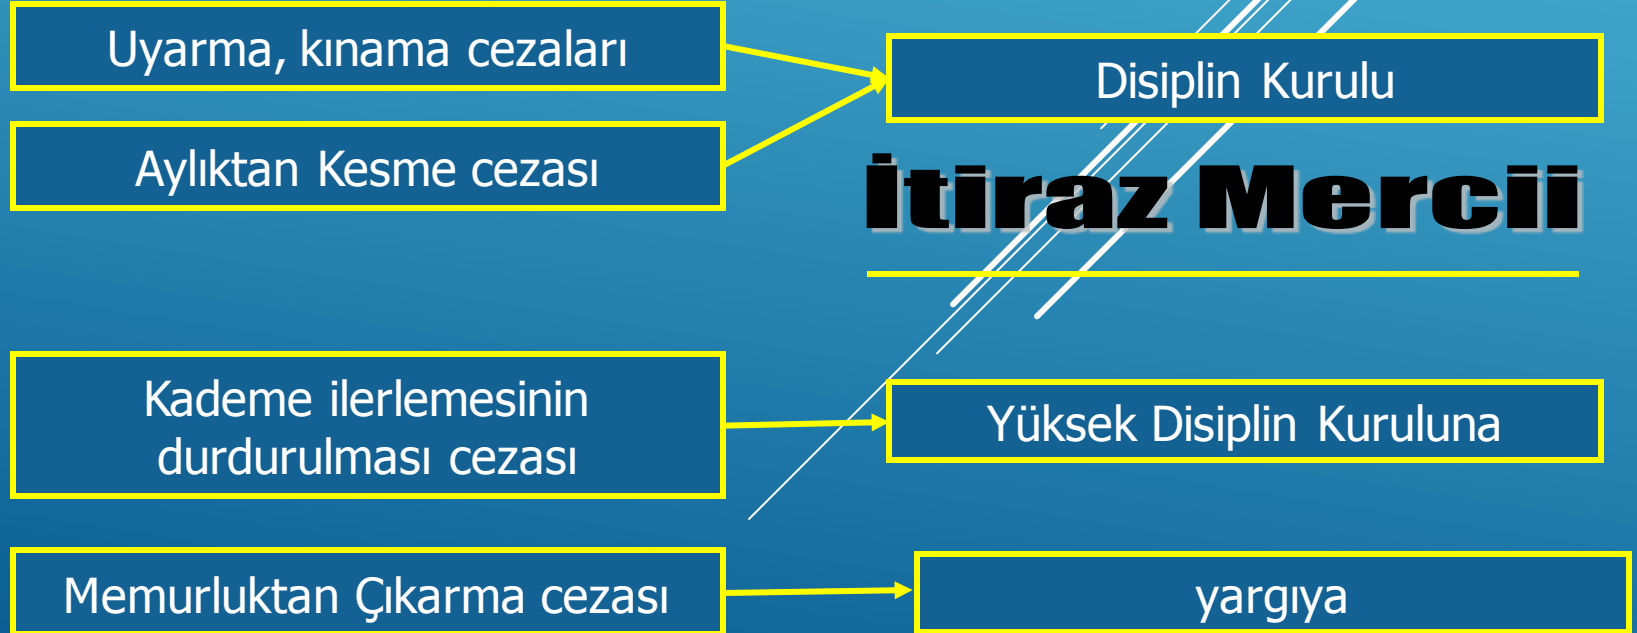 Uyarma, kınama cezaları
Disiplin Kurulu
Aylıktan Kesme cezası
İtiraz Mercii
Kademe ilerlemesinin
durdurulması cezası
Yüksek Disiplin Kuruluna
Memurluktan Çıkarma cezası
yargıya